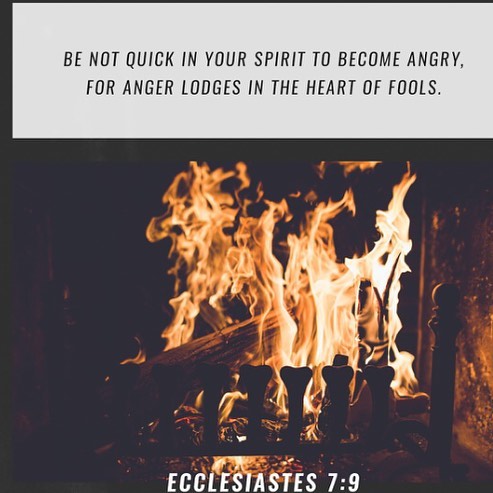 BE NOT QUICK IN YOUR SPIRIT TO BECOME ANGRY,
FOR ANGER LODGES IN THE HEART OF FOOLS.
ECCLESIASTES 7:9